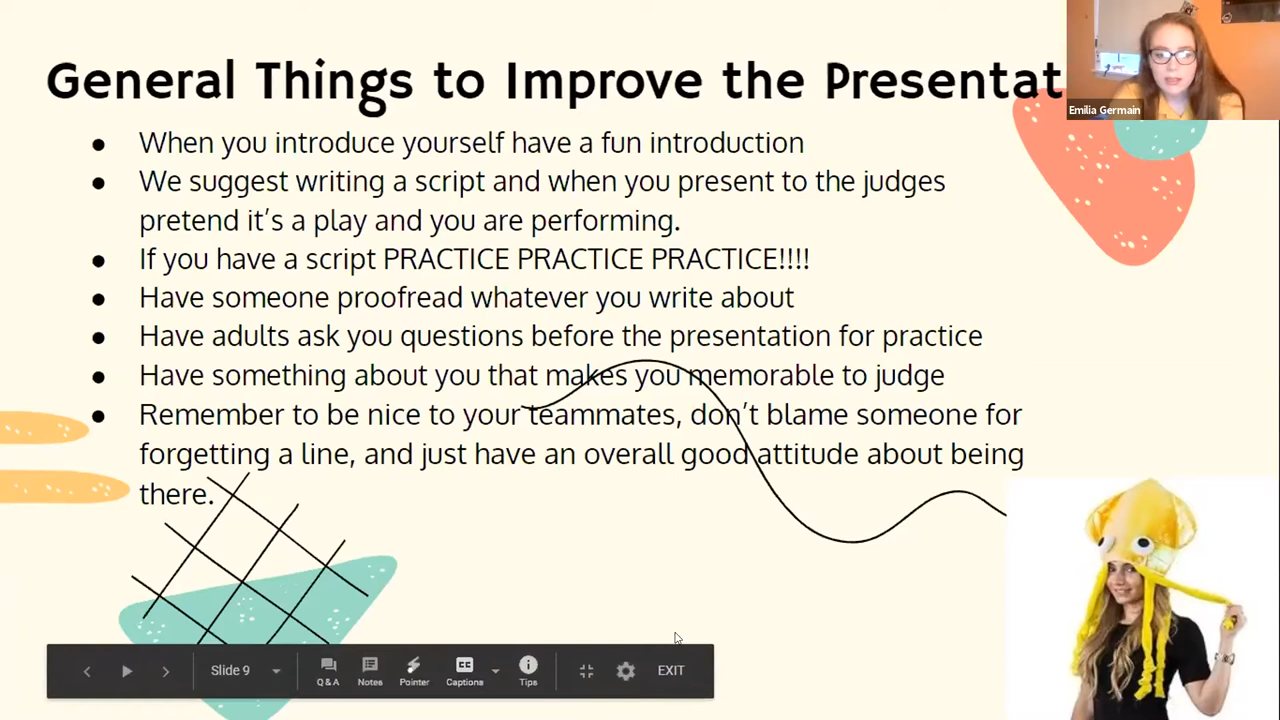 General Things to Improve the Presentat
Emilia Germain
● When you introduce yourself have a fun introduction
● We suggest writing a script and when you present to the judges
pretend it's a play and you are performing.
● If you have a script PRACTICE PRACTICE PRACTICE!!!!
● Have someone proofread whatever you write about
● Have adults ask you questions before the presentation for practice
● Have something about you that makes you memorable to judge
● Remember to be nice to your teammates, don't blame someone for
forgetting a line, and just have an overall good attitude about being
there.
Slide 9
Q & A
Notes
Pointer
CC
Captions
Tips
EXIT